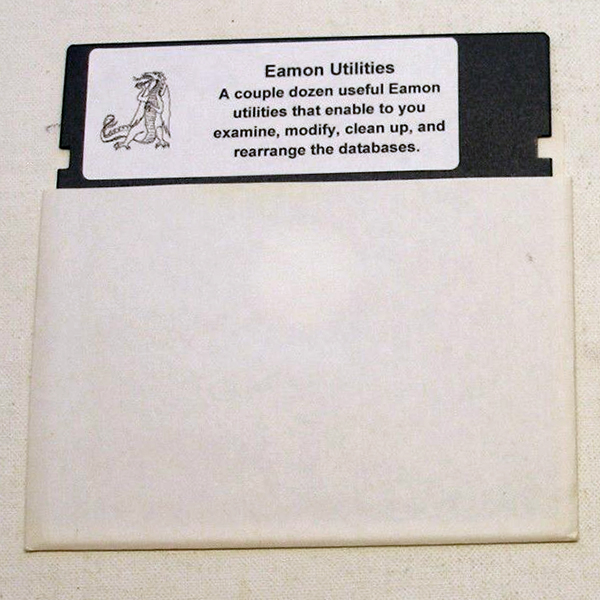 Eamon Utilities
A couple dozen useful Eamon
utilities that enable to you
examine, modify, clean up, and
rearrange the databases.